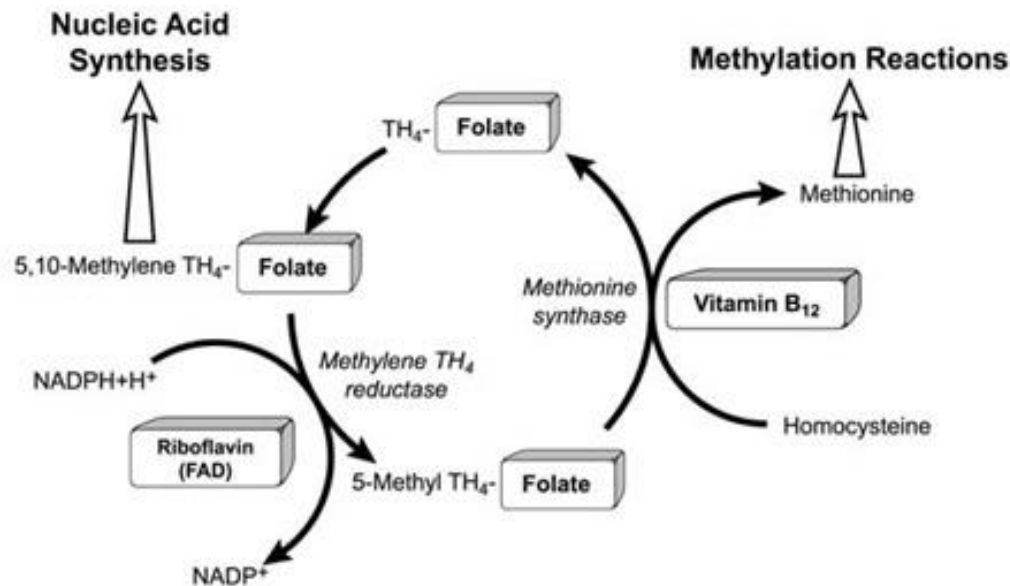 Nucleic Acid
Synthesis
Methylation Reactions
TH₄-
Folate
Methionine
5,10-Methylene TH₄-
Folate
Methionine
synthase
Vitamin B₁₂
NADPH+H⁺
Methylene TH₄
reductase
Riboflavin
(FAD)
Homocysteine
5-Methyl TH₄-
Folate
NADP⁺